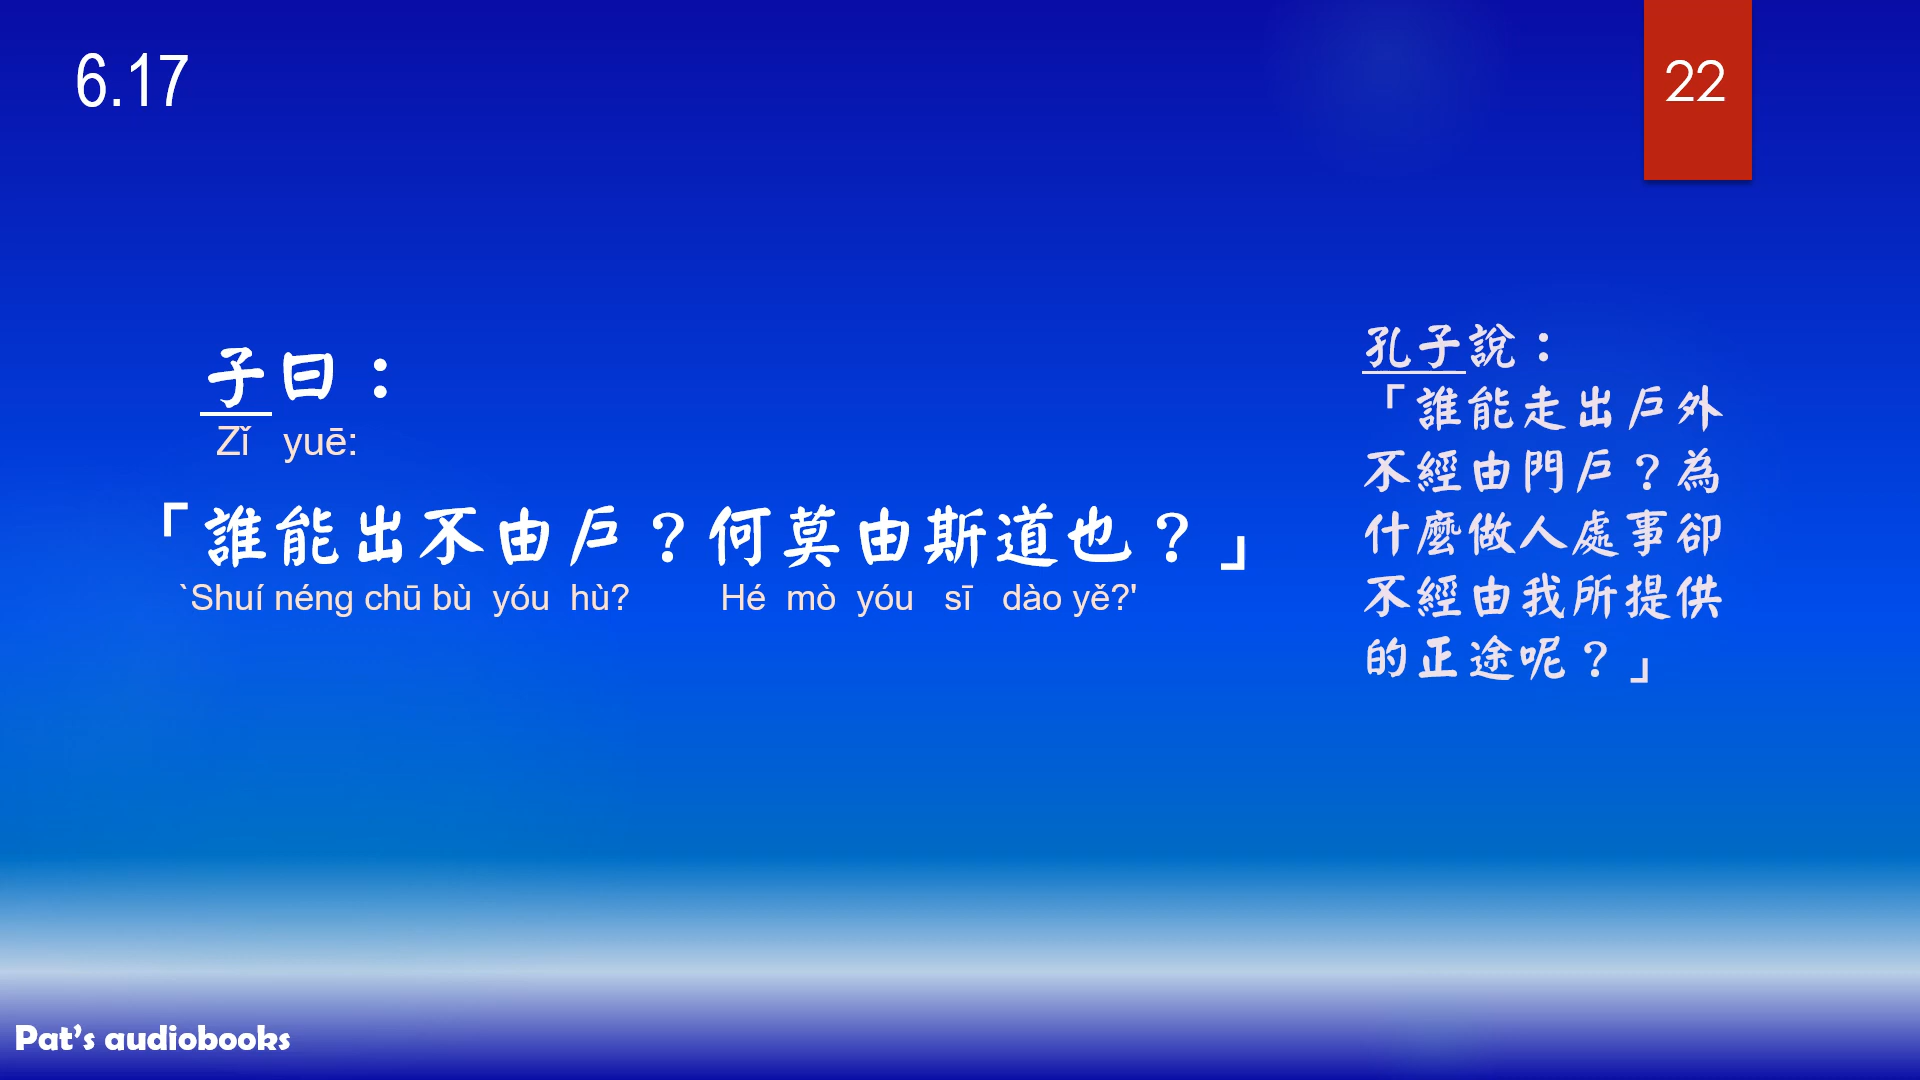 6.17
22
子曰：
Zǐ yuē:
「誰能出不由戶？何莫由斯道也？」
`Shuí néng chū bù yóu hù? Hé mò yóu sī dào yě?'
孔子說：
「誰能走出戶外
不經由門戶？為
什麼做人處事卻
不經由我所提供
的正途呢？」
Pat's audiobooks